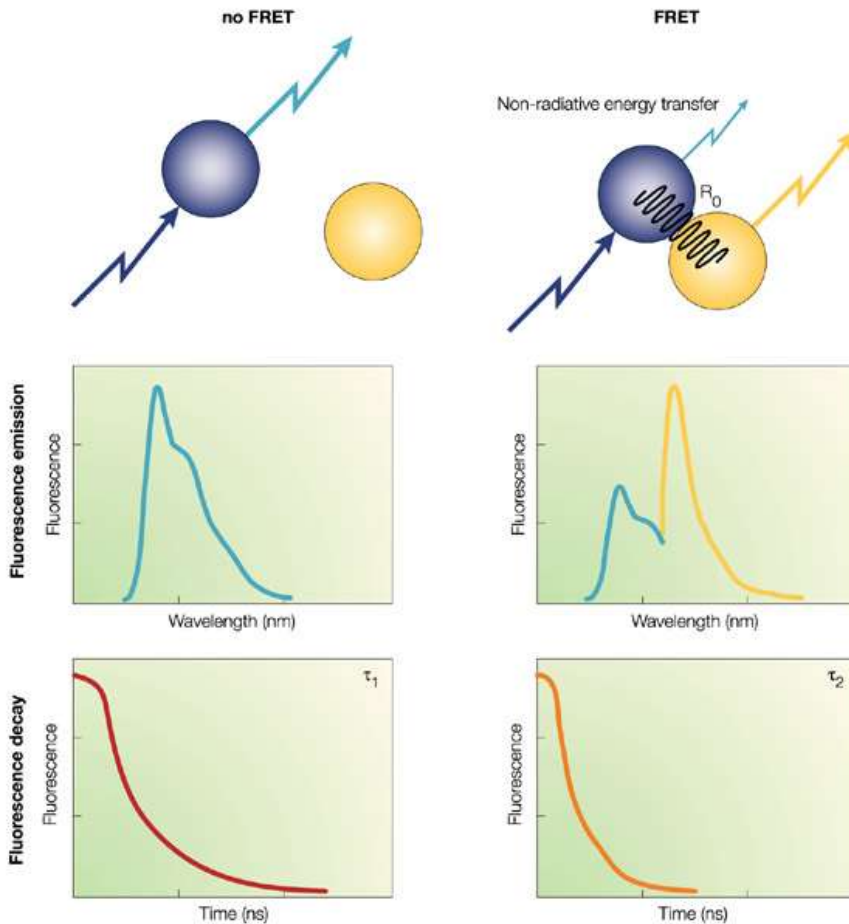 no FRET
FRET
Non-radiative energy transfer
R0
Fluorescence emission
Fluorescence
Wavelength (nm)
Fluorescence
Wavelength (nm)
Fluorescence decay
Fluorescence
τ1
Time (ns)
Fluorescence
τ2
Time (ns)